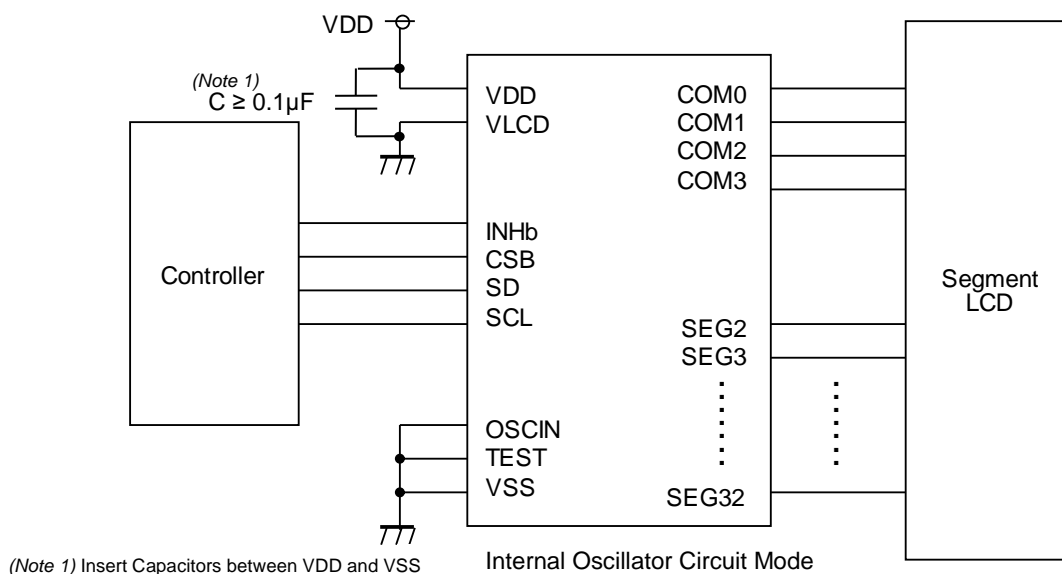 VDD
(Note 1)
C ≥ 0.1µF
Controller
VDD
VLCD
INHb
CSB
SD
SCL
OSCIN
TEST
VSS
COM0
COM1
COM2
COM3
SEG2
SEG3
SEG32
Segment
LCD
(Note 1) Insert Capacitors between VDD and VSS
Internal Oscillator Circuit Mode